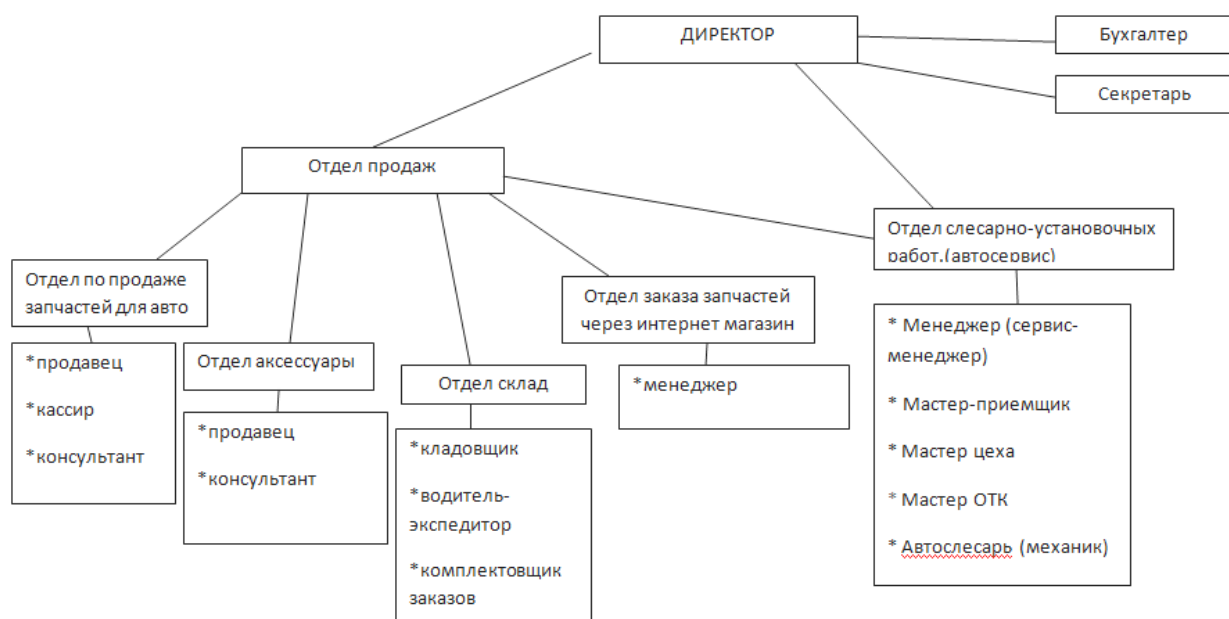 ДИРЕКТОР
Бухгалтер
Секретарь
Отдел продаж
Отдел слесарно-установочных
работ.(автосервис)
Отдел по продаже
запчастей для авто
Отдел заказа запчастей
через интернет магазин
Отдел аксессуары
Отдел склад
*продавец
*кассир
*консультант
*продавец
*консультант
*кладовщик
*водитель-
экспедитор
*комплектовщик
заказов
*менеджер
* Менеджер (сервис-
менеджер)
* Мастер-приемщик
* Мастер цеха
* Мастер ОТК
* Автослесарь (механик)